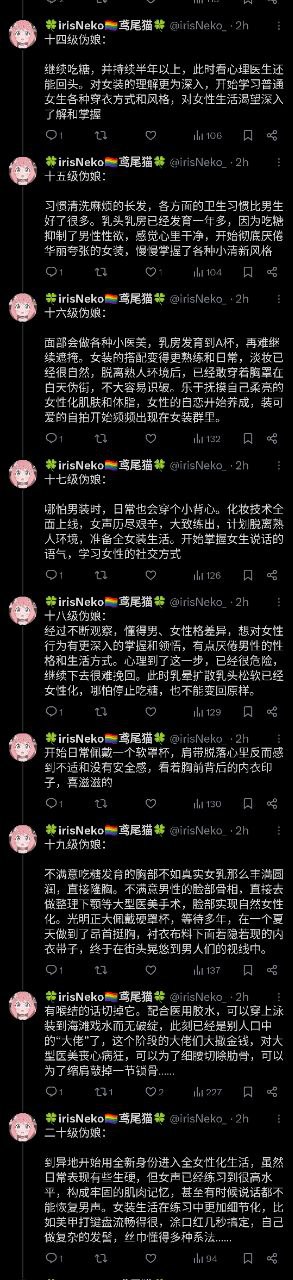 🍀irisNeko🏳️‍🌈鸢尾猫🍀 @irisNeko_ · 2h
十四级伪娘：
继续吃糖，并持续半年以上，此时看心理医生还
能回头。对女装的理解更为深入，开始学习普通
女生各种穿衣方式和风格，对女性生活渴望深入
了解和掌握
1 106
🍀irisNeko🏳️‍🌈鸢尾猫🍀 @irisNeko_ · 2h
十五级伪娘：
习惯清洗麻烦的长发，各方面的卫生习惯比男生
好了很多。乳头乳房已经发育一年多，因为吃糖
抑制了男性性欲，感觉心里干净，开始彻底厌倦
华丽夸张的女装，慢慢掌握了各种小清新风格
1 1 104
🍀irisNeko🏳️‍🌈鸢尾猫🍀 @irisNeko_ · 2h
十六级伪娘：
面部会做各种小医美，乳房发育到A杯，再难继
续遮掩。女装的搭配变得更熟练和日常，淡妆已
经很自然，脱离熟人环境后，已经敢穿着胸罩在
白天伪街，不大容易识破。乐于抚摸自己柔亮的
女性化肌肤和体脂，女性的自恋开始养成，装可
爱的自拍开始频频出现在女装群里。
1 132
🍀irisNeko🏳️‍🌈鸢尾猫🍀 @irisNeko_ · 2h
十七级伪娘：
哪怕男装时，日常也会穿个小背心。化妆技术全
面上线，女声历尽艰辛，大致练出，计划脱离熟
人环境，准备全女装生活。开始掌握女生说话的
语气，学习女性的社交方式
1 126
🍀irisNeko🏳️‍🌈鸢尾猫🍀 @irisNeko_ · 2h
十八级伪娘：
经过不断观察，懂得男、女性格差异，想对女性
行为有更深入的掌握和领悟，有点厌倦男性的性
格和生活方式。心理到了这一步，已经很危险，
继续下去很难挽回。此时乳晕扩散乳头松软已经
女性化，哪怕停止吃糖，也不能变回原样。
1 129
🍀irisNeko🏳️‍🌈鸢尾猫🍀 @irisNeko_ · 2h
开始日常佩戴一个软罩杯，肩带脱落心里反而感
到不适和没有安全感，看着胸前背后的内衣印
子，喜滋滋的
1 130
🍀irisNeko🏳️‍🌈鸢尾猫🍀 @irisNeko_ · 2h
十九级伪娘：
不满意吃糖发育的胸部不如真实女乳那么丰满圆
润，直接隆胸。不满意男性的脸部骨相，直接去
做整理下颚等大型医美手术，脸部实现自然女性
化。光明正大佩戴硬罩杯，等待多年，在一个夏
天做到了昂首挺胸，衬衣布料下面若隐若现的内
衣带子，终于在街头晃悠到男人们的视线中。
1 137
🍀irisNeko🏳️‍🌈鸢尾猫🍀 @irisNeko_ · 2h
有喉结的话切掉它。配合医用胶水，可以穿上泳
装到海滩戏水而无破绽，此刻已经是别人口中
的“大佬”了，这个阶段的大佬们大撒金钱，对大
型医美丧心病狂，可以为了细腰切除肋骨，可以
为了缩肩敲掉一节锁骨……
1 1 2 227
🍀irisNeko🏳️‍🌈鸢尾猫🍀 @irisNeko_ · 2h
二十级伪娘：
到异地开始用全新身份进入全女性化生活，虽然
日常表现有些生硬，但女声已经练习到很高水
平，构成牢固的肌肉记忆，甚至有时候说话都不
能恢复男声。女装生活在练习中更加细节化，比
如美甲打键盘流畅得很，涂口红几秒搞定，自己
做复杂的发髻，丝巾懂得多种系法……
1 94